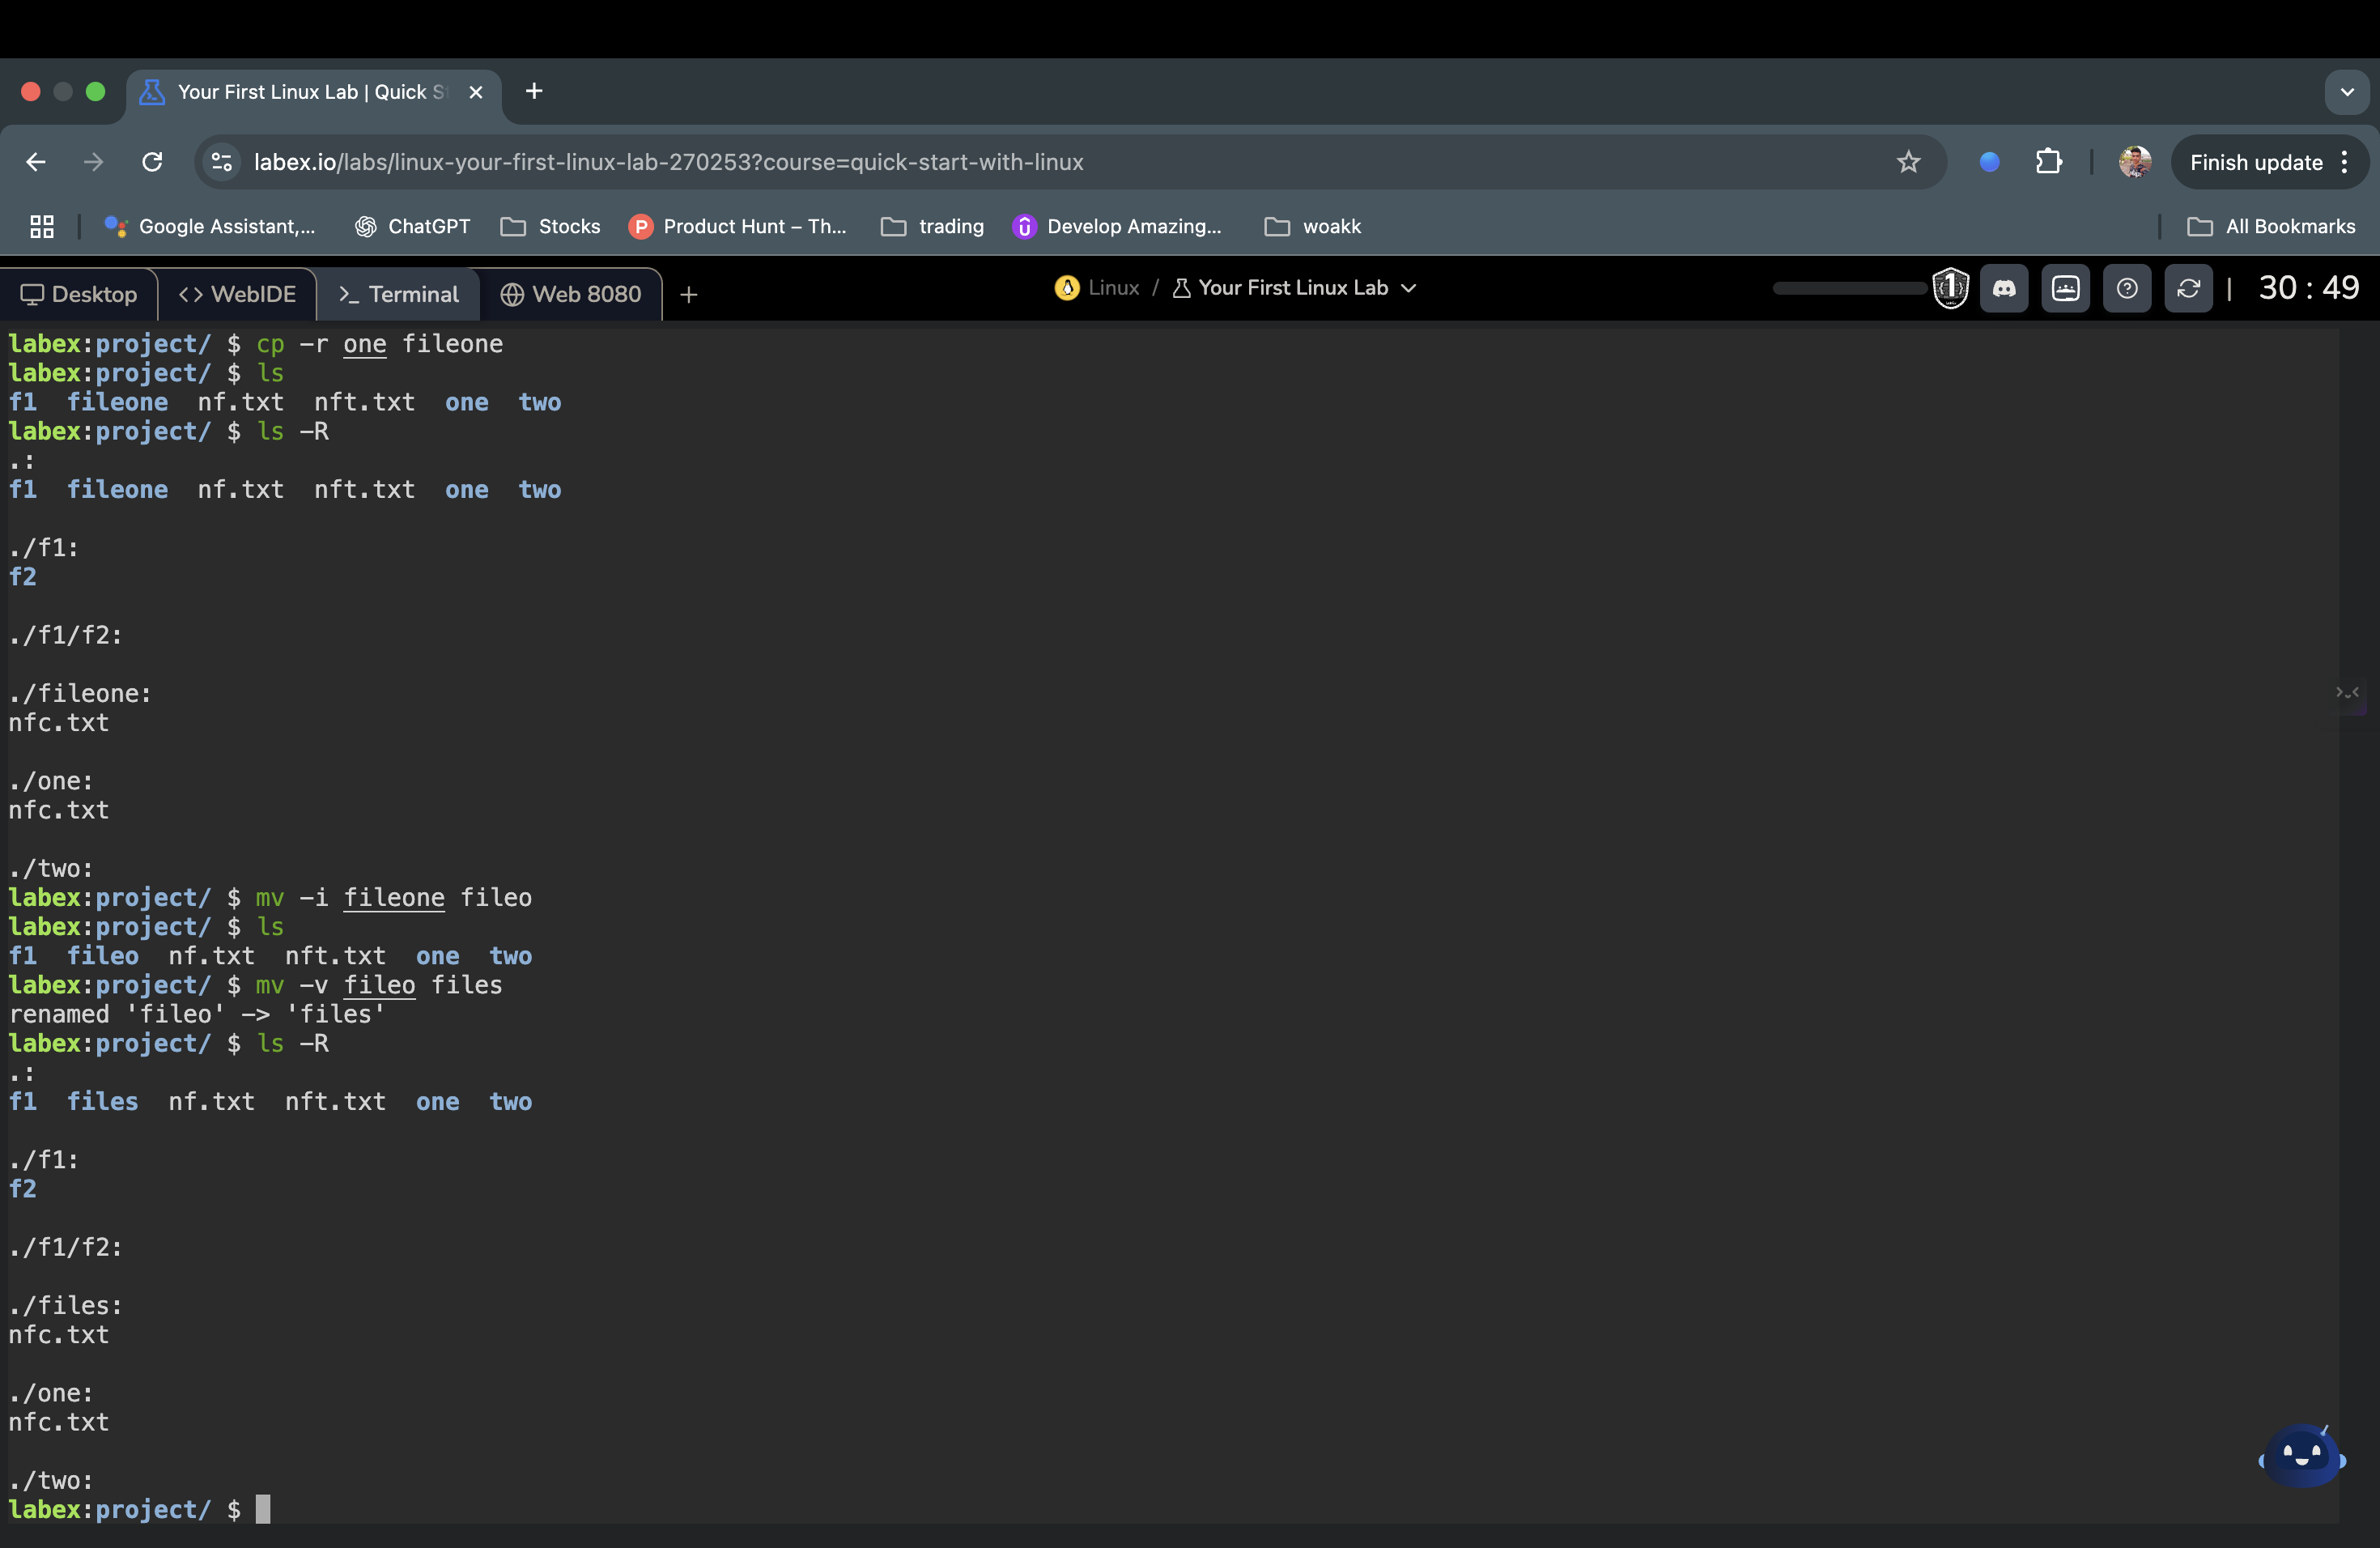 Your First Linux Lab | Quick S
labex.io/labs/linux-your-first-linux-lab-270253?course=quick-start-with-linux
Finish update
Google Assistant,...
ChatGPT
Stocks
Product Hunt – Th...
trading
Develop Amazing...
woakk
All Bookmarks
Desktop
WebIDE
Terminal
Web 8080
Linux / Your First Linux Lab
1
30 : 49
labex:project/ $ cp -r one fileone
labex:project/ $ ls
f1  fileone  nf.txt  nft.txt  one  two
labex:project/ $ ls -R
.:
f1  fileone  nf.txt  nft.txt  one  two
./f1:
f2
./f1/f2:
./fileone:
nfc.txt
./one:
nfc.txt
./two:
labex:project/ $ mv -i fileone fileo
labex:project/ $ ls
f1  fileo  nf.txt  nft.txt  one  two
labex:project/ $ mv -v fileo files
renamed 'fileo' -> 'files'
labex:project/ $ ls -R
.:
f1  files  nf.txt  nft.txt  one  two
./f1:
f2
./f1/f2:
./files:
nfc.txt
./one:
nfc.txt
./two:
labex:project/ $